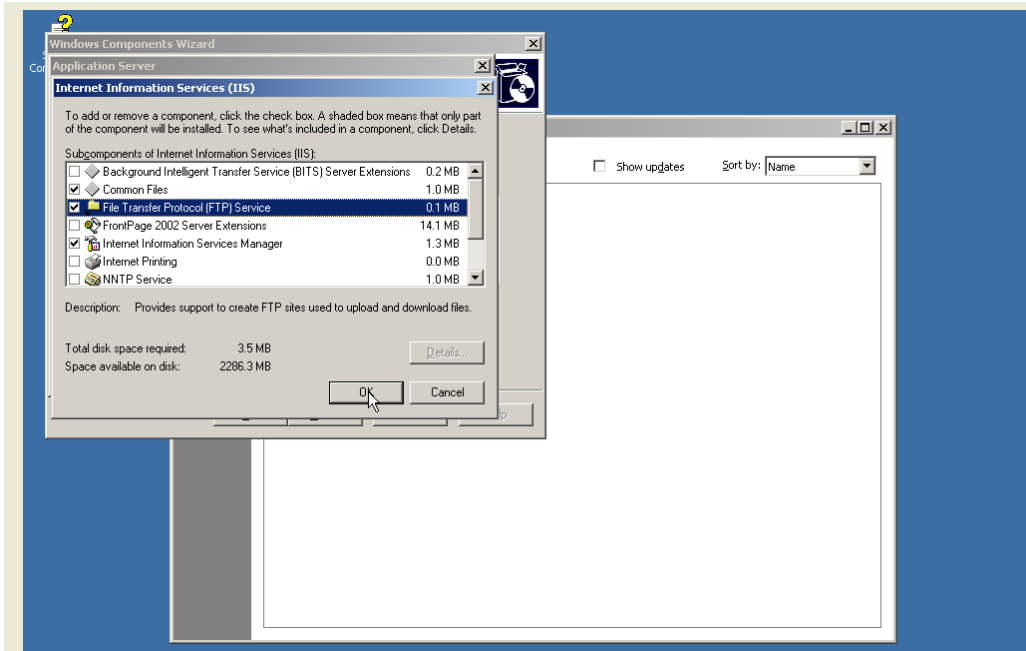 Windows Components Wizard
Application Server
Internet Information Services (IIS)
To add or remove a component, click the check box. A shaded box means that only part
of the component will be installed. To see what's included in a component, click Details.
Subcomponents of Internet Information Services (IIS):
Background Intelligent Transfer Service (BITS) Server Extensions 0.2 MB
Common Files 1.0 MB
File Transfer Protocol (FTP) Service 0.1 MB
FrontPage 2002 Server Extensions 14.1 MB
Internet Information Services Manager 1.3 MB
Internet Printing 0.0 MB
NNTP Service 1.0 MB
Description: Provides support to create FTP sites used to upload and download files.
Total disk space required: 3.5 MB
Space available on disk: 2286.3 MB
Details...
OK
Cancel
Show updates
Sort by: Name